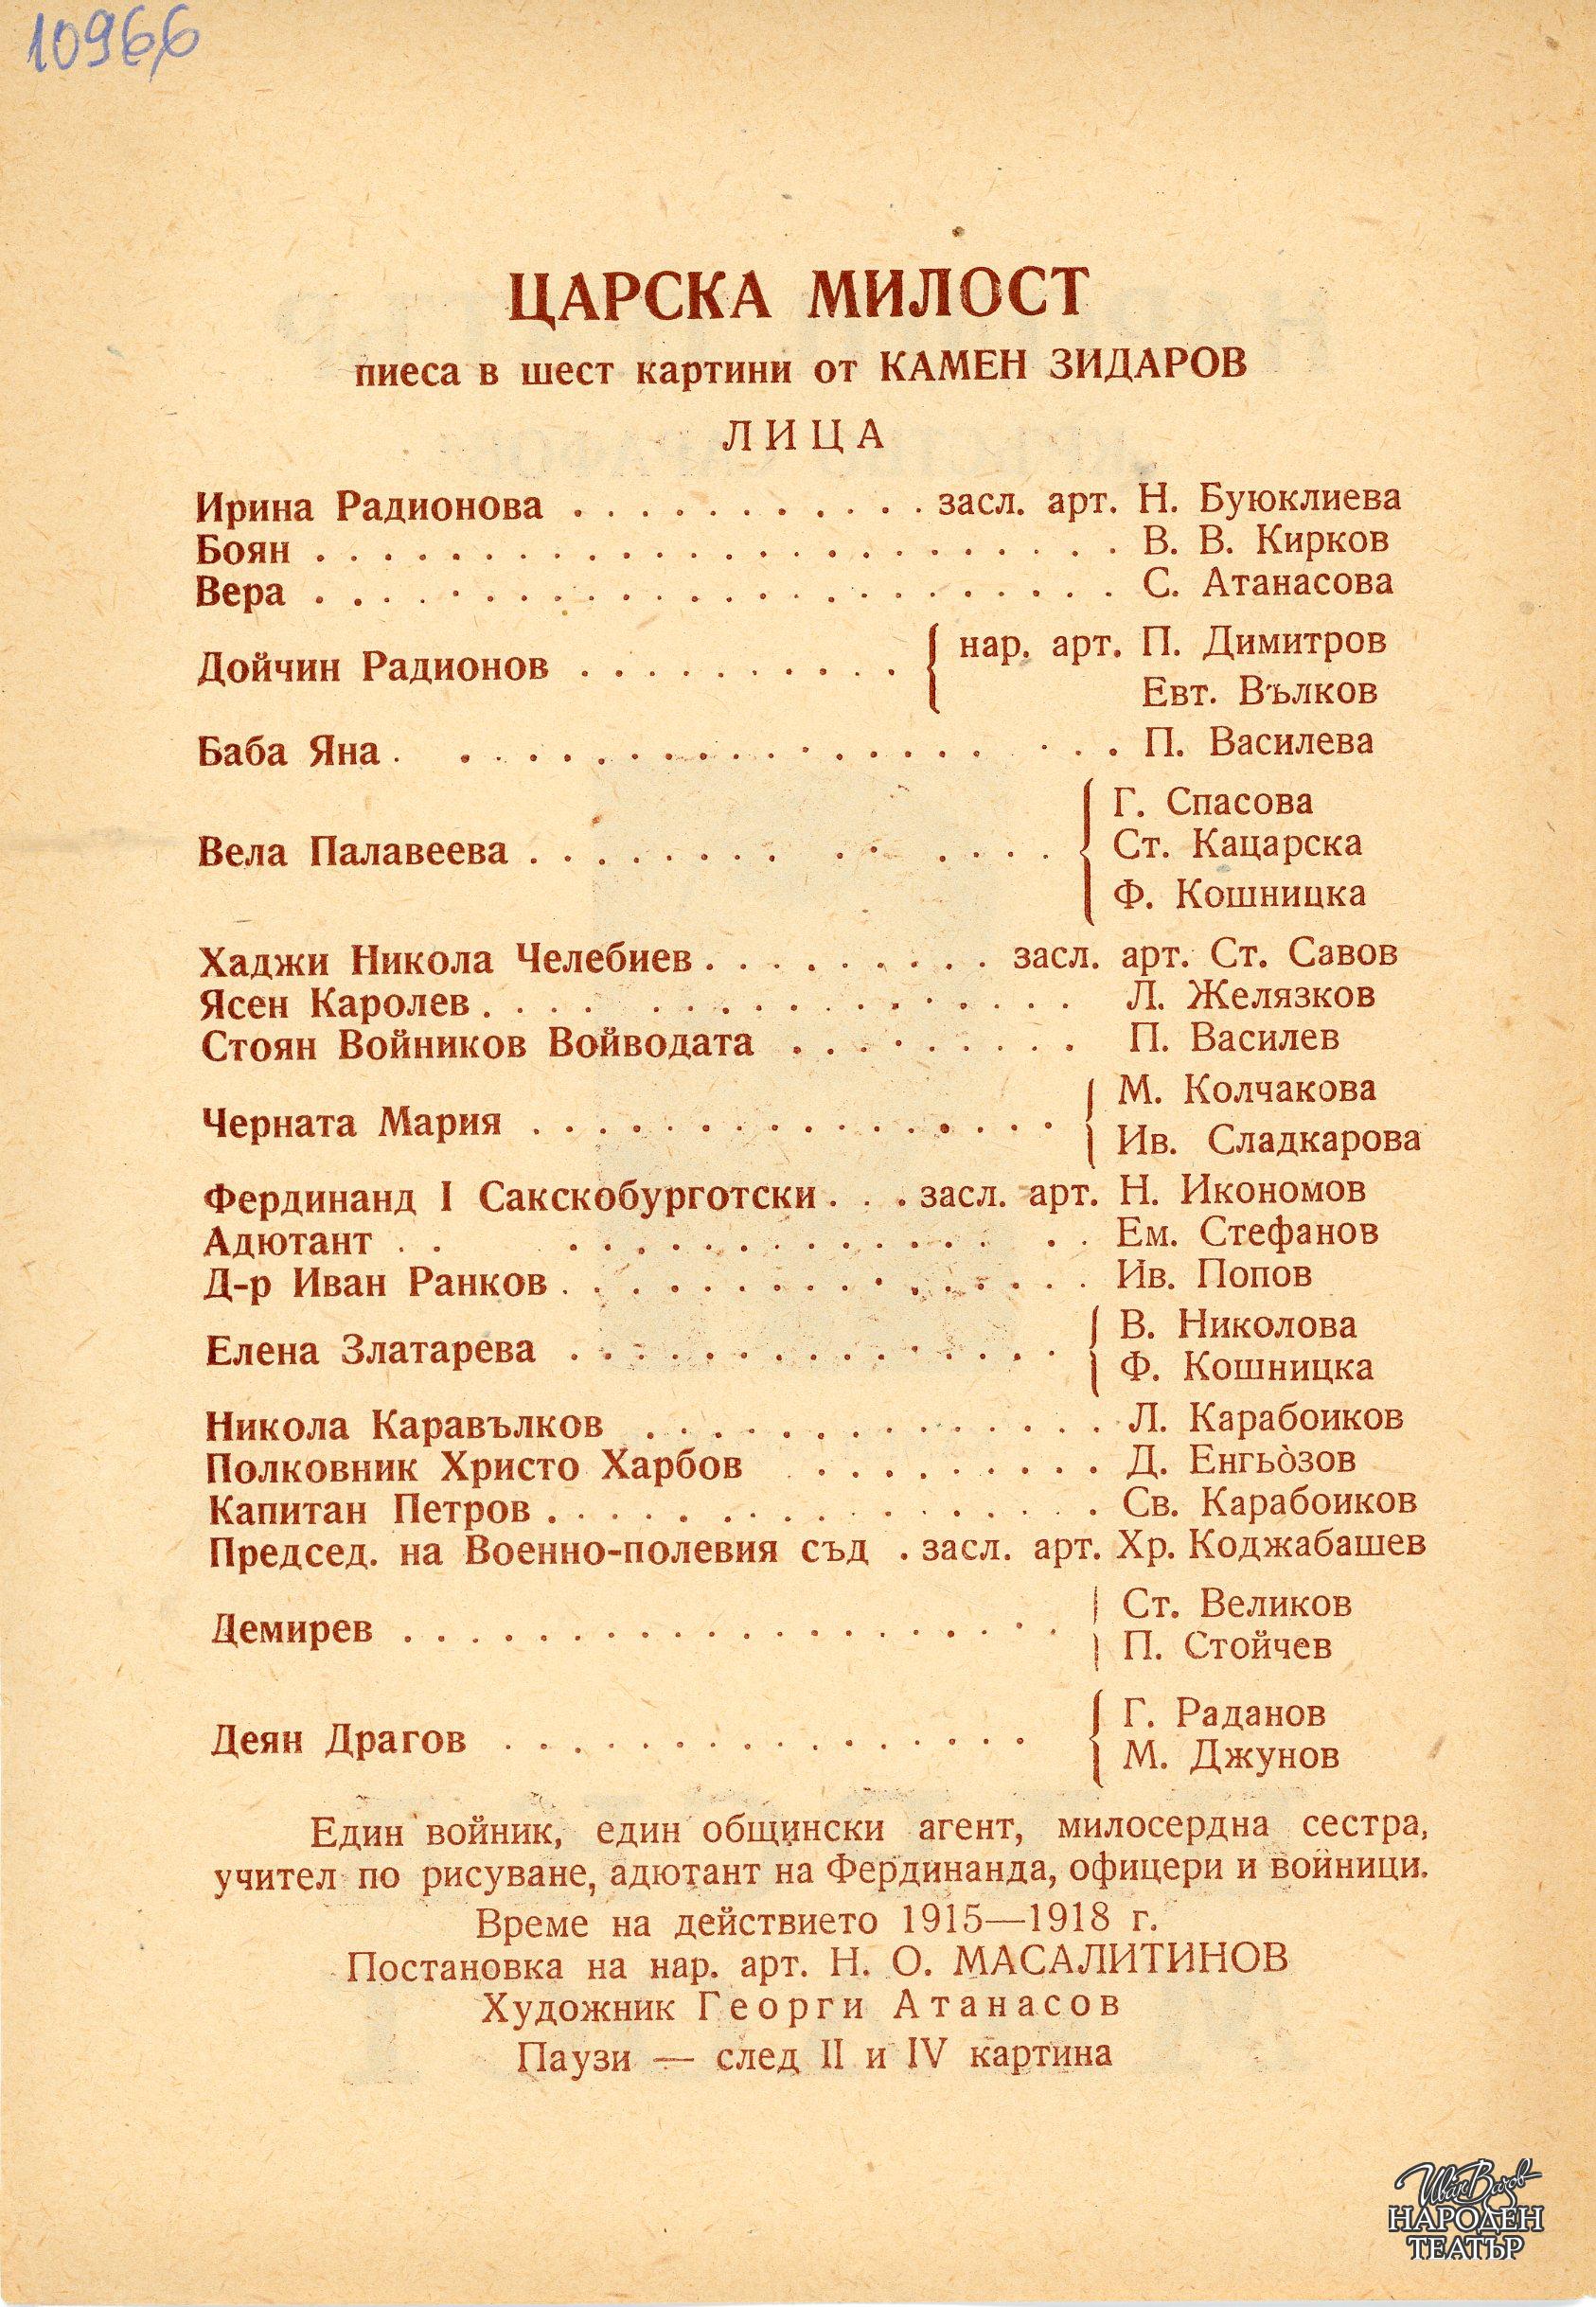 10966
ЦАРСКА МИЛОСТ
пиеса в шест картини от КАМЕН ЗИДАРОВ
ЛИЦА
Ирина Радионова . . . . . . . . . . . засл. арт. Н. Буюклиева
Боян . . . . . . . . . . . . . . . . . . . . . . . . В. В. Кирков
Вера . . . . . . . . . . . . . . . . . . . . . . . . С. Атанасова
Дойчин Радионов . . . . . . . . . . { нар. арт. П. Димитров
Евт. Вълков
Баба Яна . . . . . . . . . . . . . . . . . . . П. Василева
Вела Палавеева . . . . . . . . . . . . . . { Г. Спасова
Ст. Кацарска
Ф. Кошницка
Хаджи Никола Челебиев . . . . . . . . . засл. арт. Ст. Савов
Ясен Каролев . . . . . . . . . . . . . . . . . Л. Желязков
Стоян Войников Войводата . . . . . . . . . П. Василев
Черната Мария . . . . . . . . . . . . . . . . { М. Колчакова
Ив. Сладкарова
Фердинанд I Сакскобурготски . . . засл. арт. Н. Икономов
Адютант . . . . . . . . . . . . . . . . . Ем. Стефанов
Д-р Иван Ранков . . . . . . . . . . . . . . . . Ив. Попов
Елена Златарева . . . . . . . . . . . . . . . { В. Николова
Ф. Кошницка
Никола Каравълков . . . . . . . . . . . . . . Л. Карабоиков
Полковник Христо Харбов . . . . . . . . . Д. Енгьозов
Капитан Петров . . . . . . . . . . . . . . . . Св. Карабоиков
Председ. на Военно-полевия съд . засл. арт. Хр. Коджабашев
Демирев . . . . . . . . . . . . . . . . . . . . { Ст. Великов
П. Стойчев
Деян Драгов . . . . . . . . . . . . . . . . { Г. Раданов
М. Джунов
Един войник, един общински агент, милосердна сестра,
учител по рисуване, адютант на Фердинанда, офицери и войници.
Време на действието 1915—1918 г.
Постановка на нар. арт. Н. О. МАСАЛИТИНОВ
Художник Георги Атанасов
Паузи — след II и IV картина
Иван Вазов
НАРОДЕН
ТЕАТЪР